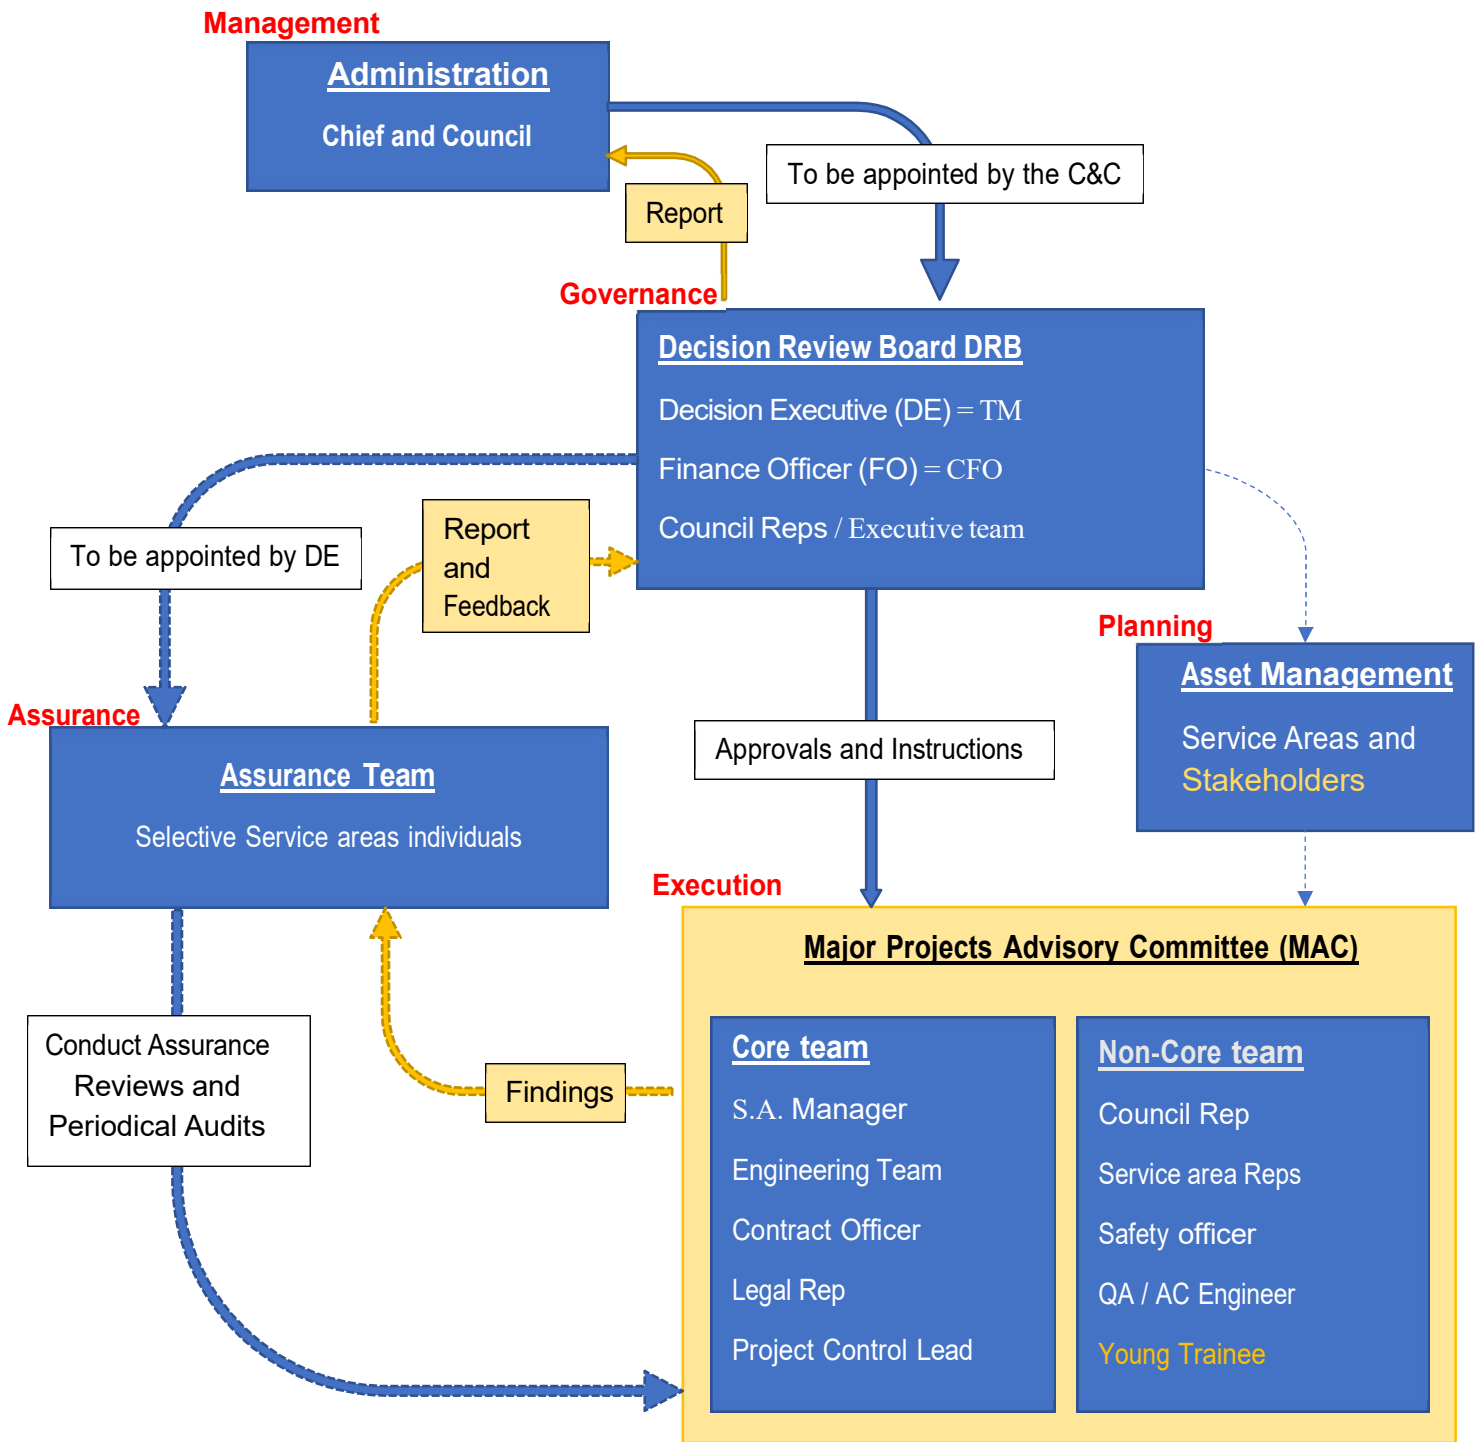 Management
Administration
Chief and Council
To be appointed by the C&C
Report
Governance
Decision Review Board DRB
Decision Executive (DE) = TM
Finance Officer (FO) = CFO
Council Reps / Executive team
To be appointed by DE
Report
and
Feedback
Planning
Asset Management
Service Areas and
Stakeholders
Assurance
Assurance Team
Selective Service areas individuals
Approvals and Instructions
Execution
Major Projects Advisory Committee (MAC)
Conduct Assurance
Reviews and
Periodical Audits
Findings
Core team
S.A. Manager
Engineering Team
Contract Officer
Legal Rep
Project Control Lead
Non-Core team
Council Rep
Service area Reps
Safety officer
QA / AC Engineer
Young Trainee